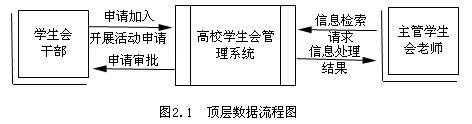 学生会
干部
申请加入
开展活动申请
申请审批
高校学生会管
理系统
信息检索
请求
信息处理
结果
主管学生
会老师
图2.1 顶层数据流程图